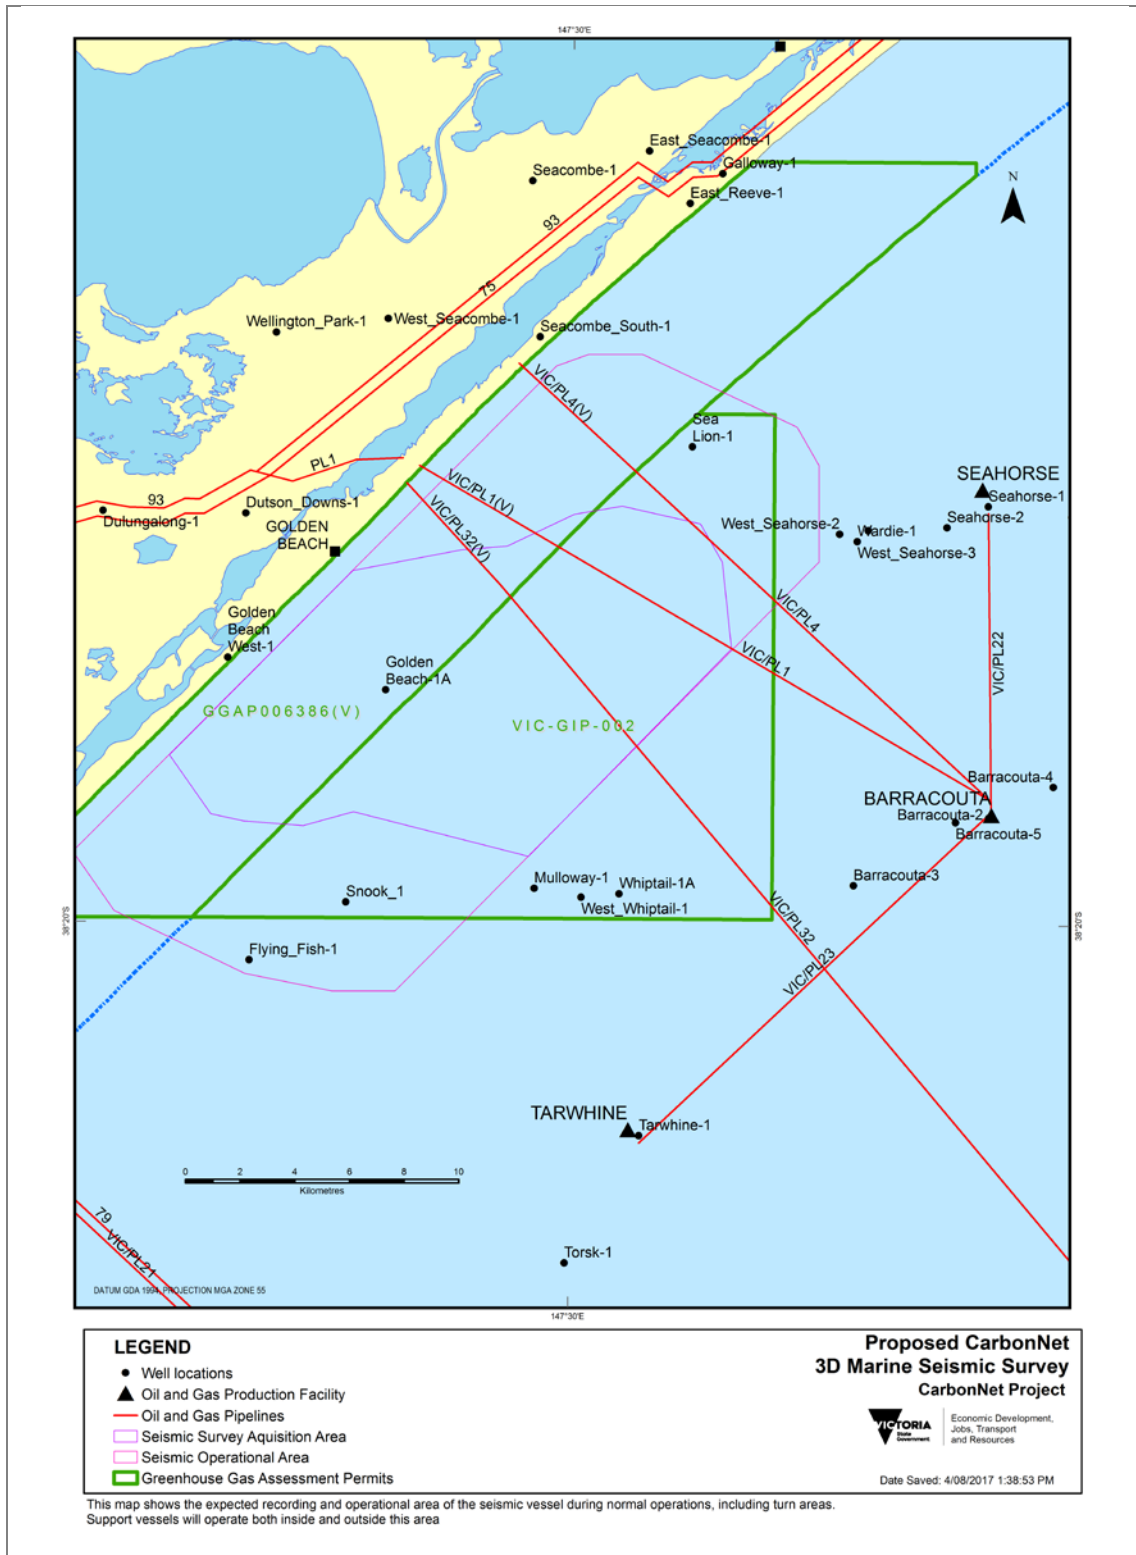 147°30'E
East_Seacombe-1
Seacombe-1
Galloway-1
East_Reeve-1
N
93
75
Wellington_Park-1
West_Seacombe-1
Seacombe_South-1
VIC/PL4(V)
Sea
Lion-1
PL1
VIC/PL1(V)
SEAHORSE
Seahorse-1
93
Dulungalong-1
Dutson_Downs-1
GOLDEN
BEACH
VIC/PL32(V)
West_Seahorse-2
Wardie-1
Seahorse-2
West_Seahorse-3
Golden
Beach
West-1
VIC/PL4
VIC/PL1
VIC/PL22
Golden
Beach-1A
GGAP006386(V)
VIC-GIP-002
Barracouta-4
BARRACOUTA
Barracouta-2
Barracouta-5
Mulloway-1
Whiptail-1A
Barracouta-3
Snook_1
West_Whiptail-1
38°20'S
38°20'S
VIC/PL32
Flying_Fish-1
VIC/PL23
TARWHINE
Tarwhine-1
0 2 4 6 8 10
Kilometres
79
VIC/PL21
Torsk-1
DATUM GDA 1994, PROJECTION MGA ZONE 55
147°30'E
LEGEND
Well locations
Oil and Gas Production Facility
Oil and Gas Pipelines
Seismic Survey Aquisition Area
Seismic Operational Area
Greenhouse Gas Assessment Permits
Proposed CarbonNet
3D Marine Seismic Survey
CarbonNet Project
VICTORIA
State
Government
Economic Development,
Jobs, Transport
and Resources
Date Saved: 4/08/2017 1:38:53 PM
This map shows the expected recording and operational area of the seismic vessel during normal operations, including turn areas.
Support vessels will operate both inside and outside this area